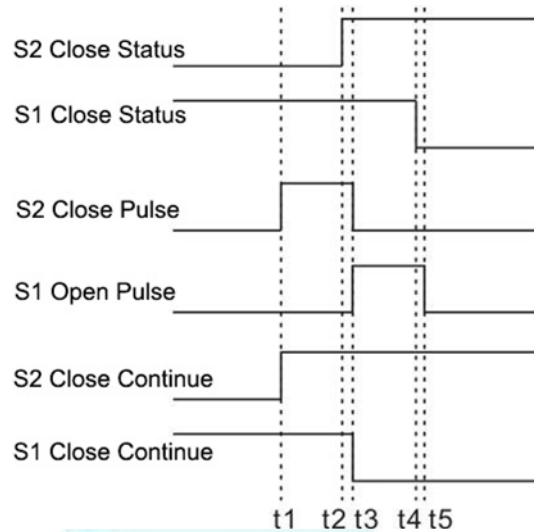 S2 Close Status
S1 Close Status
S2 Close Pulse
S1 Open Pulse
S2 Close Continue
S1 Close Continue
t1 t2 t3 t4 t5